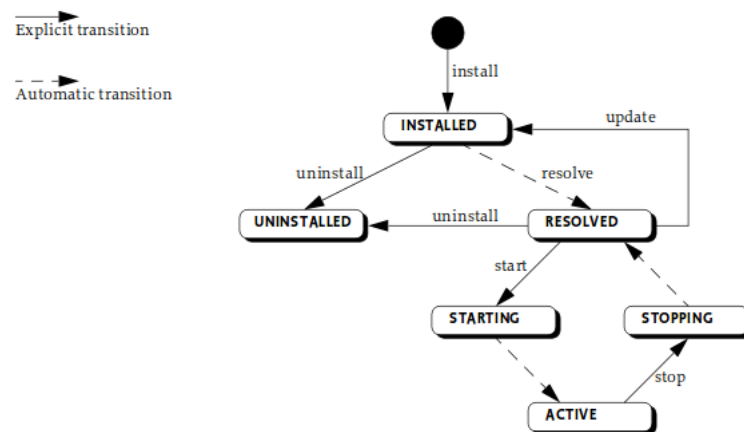 Explicit transition
Automatic transition
install
INSTALLED
update
uninstall
resolve
UNINSTALLED
uninstall
RESOLVED
start
STARTING
STOPPING
stop
ACTIVE